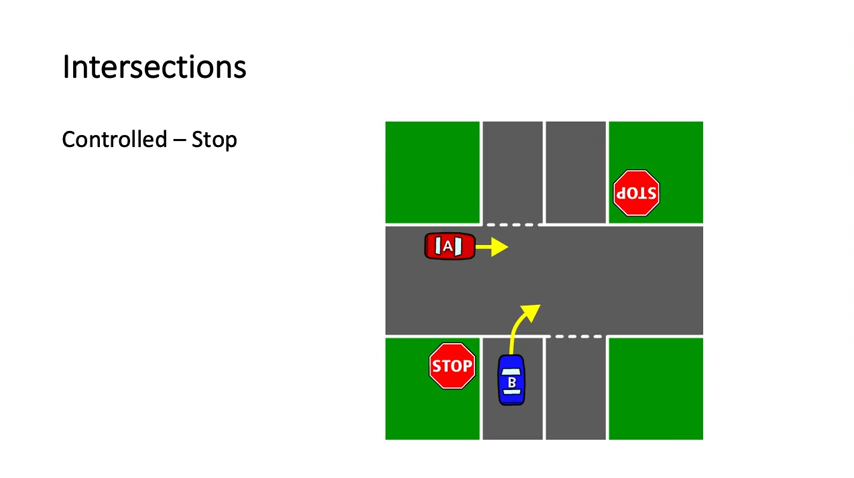 Intersections
Controlled – Stop
STOP
A
STOP
B